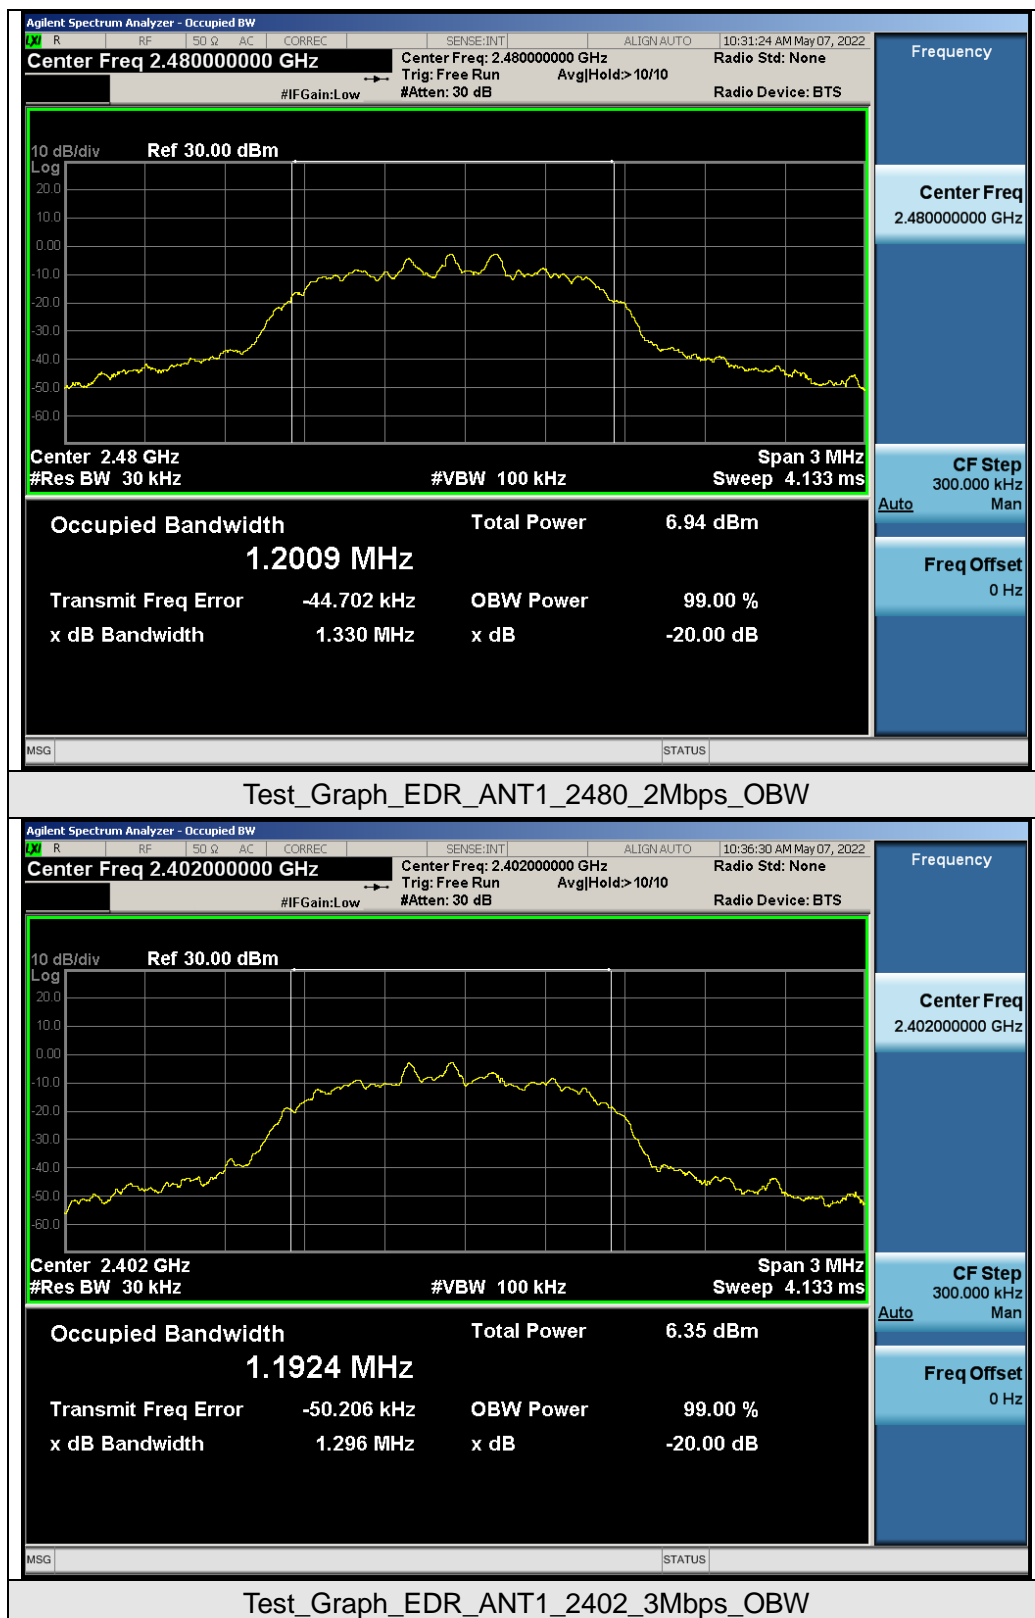 Agilent Spectrum Analyzer - Occupied BW
LXI R RF 50 Ω AC CORREC SENSE:INT ALIGN AUTO 10:31:24 AM May 07, 2022
Center Freq 2.480000000 GHz
Center Freq: 2.480000000 GHz
Radio Std: None
Trig: Free Run Avg|Hold:> 10/10
#IFGain:Low #Atten: 30 dB Radio Device: BTS
Frequency
10 dB/div Ref 30.00 dBm
Log
20.0
10.0
0.00
-10.0
-20.0
-30.0
-40.0
-50.0
-60.0
Center Freq
2.480000000 GHz
Center 2.48 GHz Span 3 MHz
#Res BW 30 kHz #VBW 100 kHz Sweep 4.133 ms
CF Step
300.000 kHz
Auto Man
Occupied Bandwidth Total Power 6.94 dBm
1.2009 MHz
Transmit Freq Error -44.702 kHz OBW Power 99.00 %
x dB Bandwidth 1.330 MHz x dB -20.00 dB
Freq Offset
0 Hz
MSG STATUS
Test_Graph_EDR_ANT1_2480_2Mbps_OBW
Agilent Spectrum Analyzer - Occupied BW
LXI R RF 50 Ω AC CORREC SENSE:INT ALIGN AUTO 10:36:30 AM May 07, 2022
Center Freq 2.402000000 GHz
Center Freq: 2.402000000 GHz
Radio Std: None
Trig: Free Run Avg|Hold:> 10/10
#IFGain:Low #Atten: 30 dB Radio Device: BTS
Frequency
10 dB/div Ref 30.00 dBm
Log
20.0
10.0
0.00
-10.0
-20.0
-30.0
-40.0
-50.0
-60.0
Center Freq
2.402000000 GHz
Center 2.402 GHz Span 3 MHz
#Res BW 30 kHz #VBW 100 kHz Sweep 4.133 ms
CF Step
300.000 kHz
Auto Man
Occupied Bandwidth Total Power 6.35 dBm
1.1924 MHz
Transmit Freq Error -50.206 kHz OBW Power 99.00 %
x dB Bandwidth 1.296 MHz x dB -20.00 dB
Freq Offset
0 Hz
MSG STATUS
Test_Graph_EDR_ANT1_2402_3Mbps_OBW